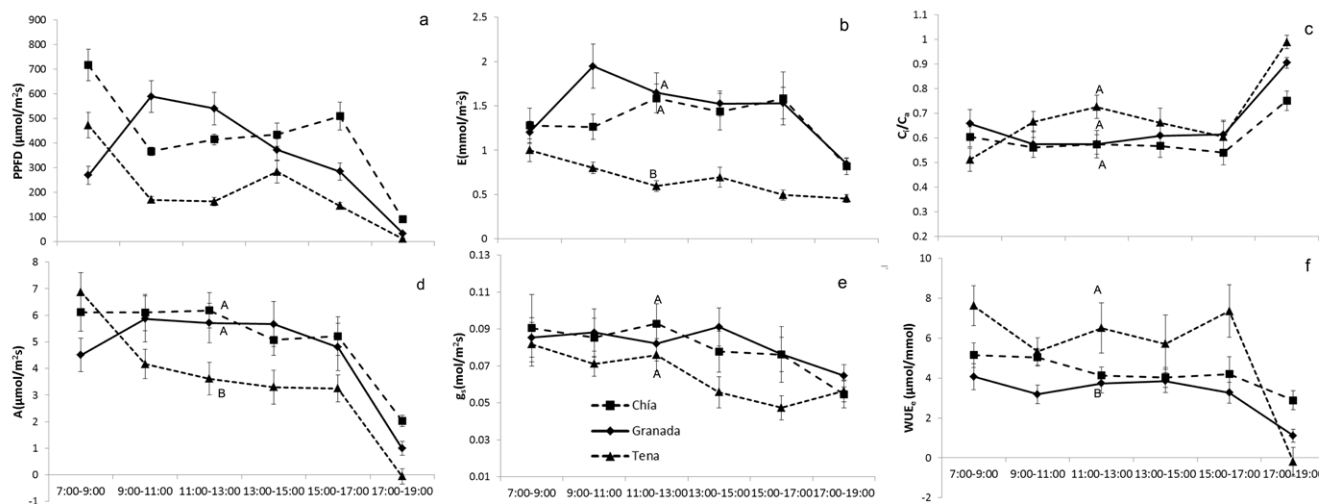 a
PPFD (µmol/m²s)
900
800
700
600
500
400
300
200
100
0
b
E(mmol/m²s)
2.5
2
1.5
1
0.5
0
A
A
B
c
Ci/Ca
1.1
1
0.9
0.8
0.7
0.6
0.5
0.4
0.3
0.2
A
A
A
d
A(µmol/m²s)
8
7
6
5
4
3
2
1
0
-1
A
A
B
7:00-9:00 9:00-11:00 11:00-13:00 13:00-15:00 15:00-17:00 17:00-19:00
e
gs(mol/m²s)
0.13
0.11
0.09
0.07
0.05
0.03
0.01
A
A
Chía
Granada
Tena
7:00-9:00 9:00-11:00 11:00-13:00 13:00-15:00 15:00-17:00 17:00-19:00
f
WUEe (µmol/mmol)
10
8
6
4
2
0
-2
A
B
7:00-9:00 9:00-11:00 11:00-13:00 13:00-15:00 15:00-17:00 17:00-19:00